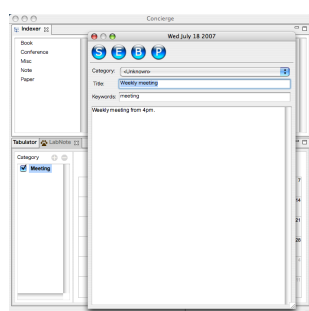 Concierge
Indexer
Book
Conference
Misc
Note
Paper
Wed July 18 2007
S E B P
Category: <Unknown>
Title: Weekly meeting
Keywords: meeting
Weekly meeting from 4pm.
Tabulator LabNote
Category
Meeting
7
14
21
28